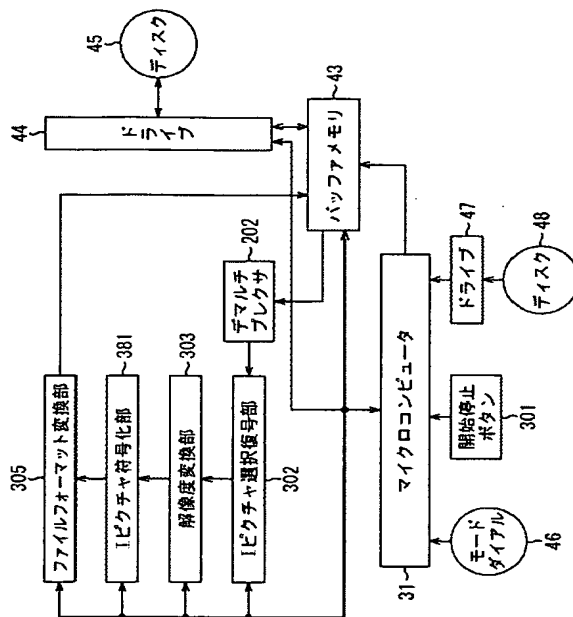 45
ディスク
44
ドライブ
43
バッファメモリ
202
デマルチ
プレクサ
47
ドライブ
48
ディスク
305
ファイルフォーマット変換部
381
Iピクチャ符号化部
303
解像度変換部
302
Iピクチャ選択復号部
31
マイクロコンピュータ
301
開始停止
ボタン
46
モード
ダイアル